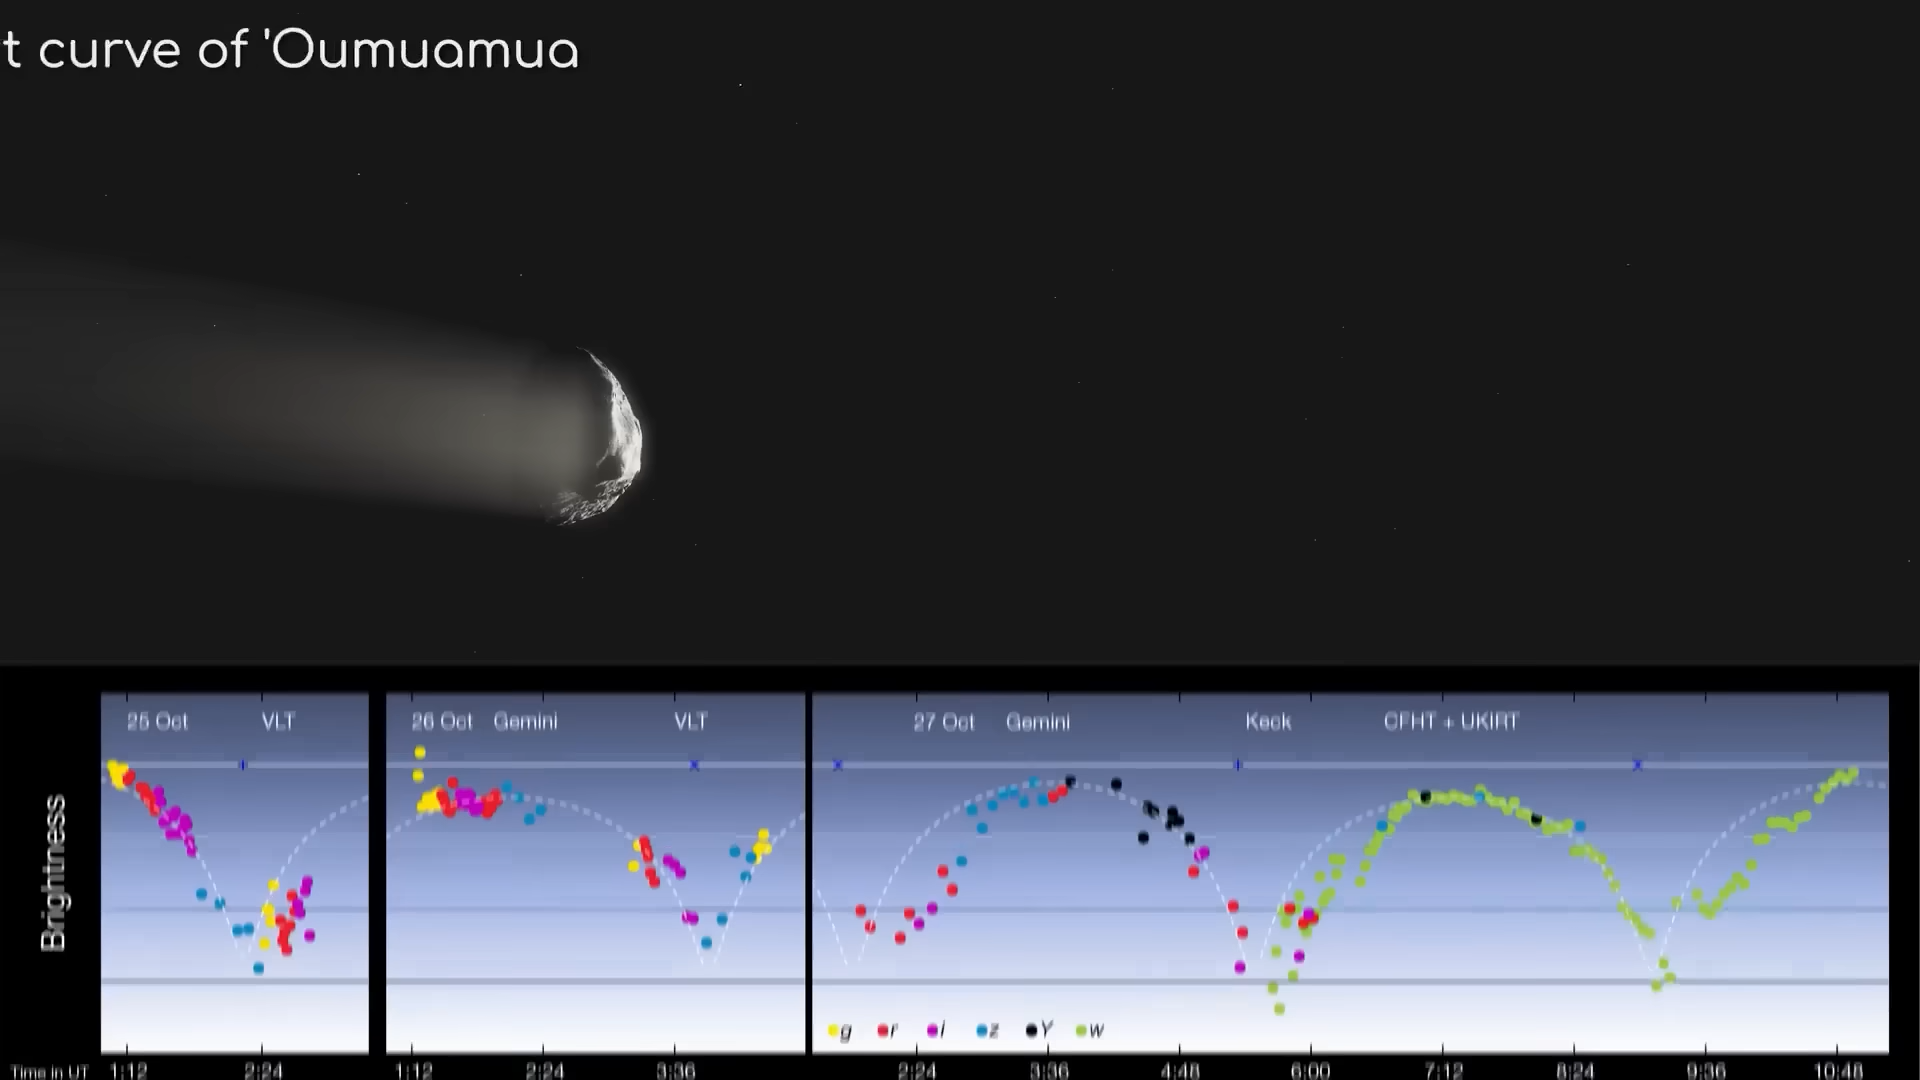 t curve of 'Oumuamua
25 Oct VLT
26 Oct Gemini VLT
27 Oct Gemini Keck CFHT + UKIRT
Brightness
g r i z Y w
Time in UT 1:12 2:24 1:12 2:24 3:36 2:24 3:36 4:48 6:00 7:12 8:24 9:36 10:48